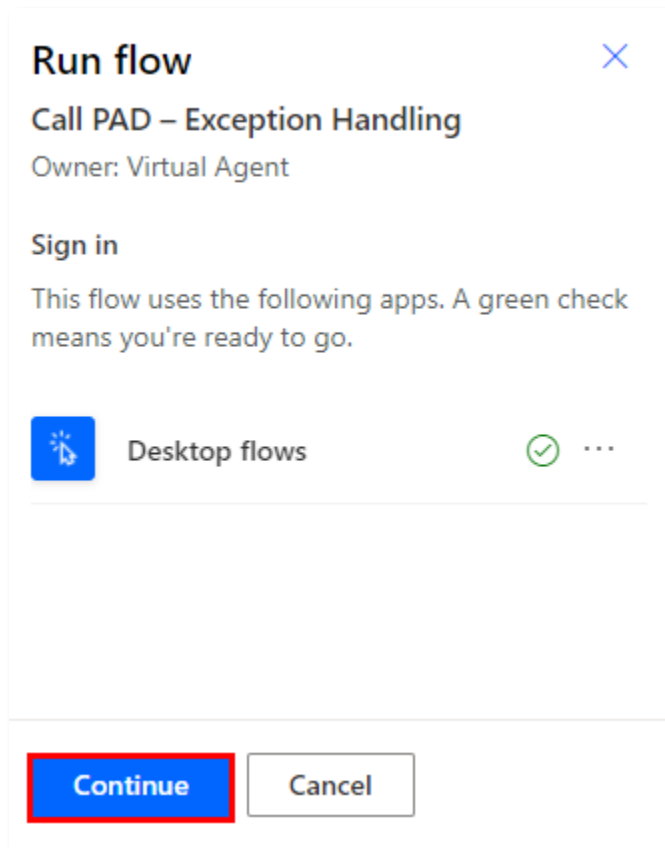 Run flow
Call PAD – Exception Handling
Owner: Virtual Agent
Sign in
This flow uses the following apps. A green check
means you're ready to go.
Desktop flows
Continue
Cancel